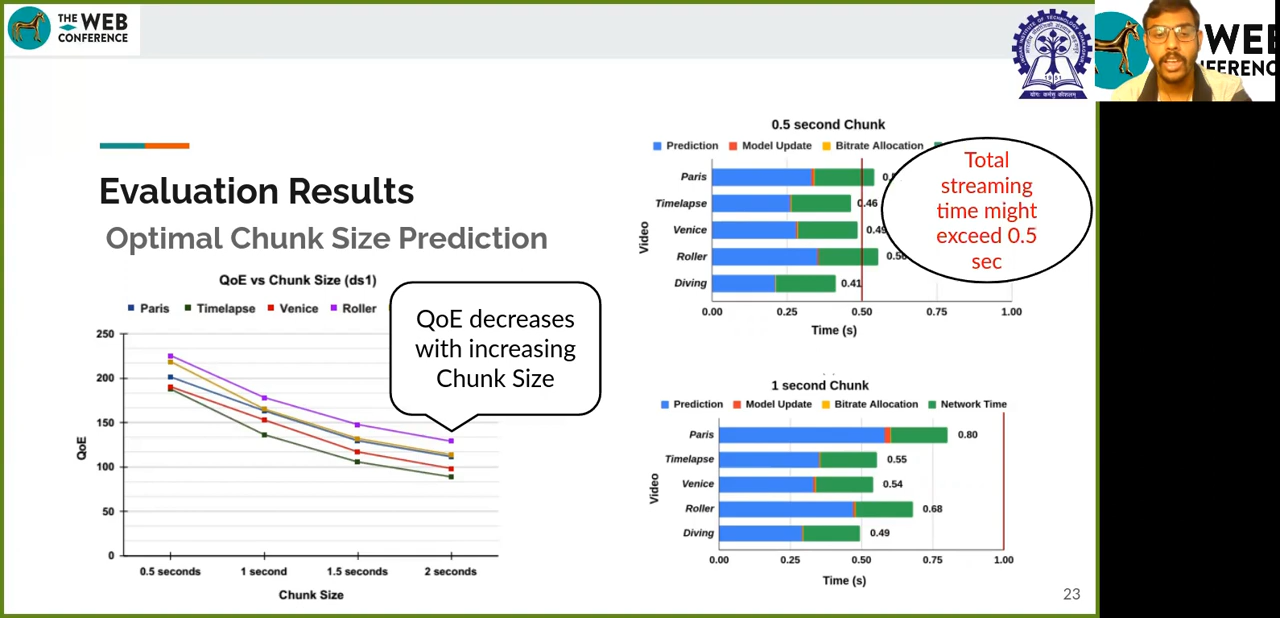 THE WEB
CONFERENCE
WEB
CONFERENC
Evaluation Results
Optimal Chunk Size Prediction
QoE vs Chunk Size (ds1)
Paris Timelapse Venice Roller
250
200
150
100
50
0
QoE
0.5 seconds 1 second 1.5 seconds 2 seconds
Chunk Size
QoE decreases
with increasing
Chunk Size
0.5 second Chunk
Prediction Model Update Bitrate Allocation
Video
Paris
Timelapse 0.46
Venice 0.49
Roller
Diving 0.41
0.00 0.25 0.50 0.75 1.00
Time (s)
Total
streaming
time might
exceed 0.5
sec
1 second Chunk
Prediction Model Update Bitrate Allocation Network Time
Video
Paris 0.80
Timelapse 0.55
Venice 0.54
Roller 0.68
Diving 0.49
0.00 0.25 0.50 0.75 1.00
Time (s)
23